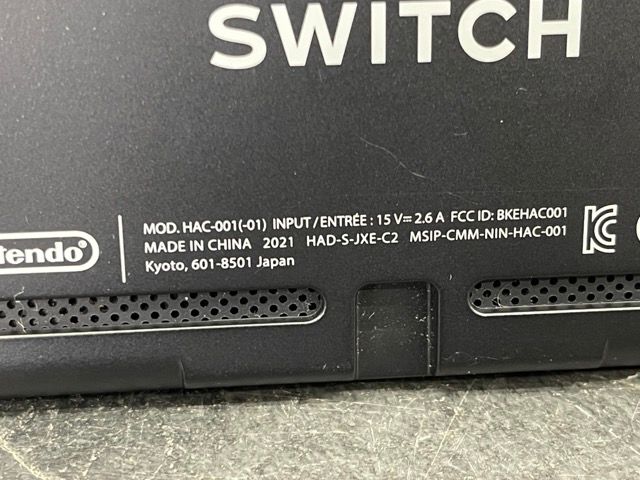 SWITCH
MOD. HAC-001(-01) INPUT/ENTRÉE : 15 V⎓ 2.6 A FCC ID: BKEHAC001
MADE IN CHINA 2021 HAD-S-JXE-C2 MSIP-CMM-NIN-HAC-001
Kyoto, 601-8501 Japan
ntendo®